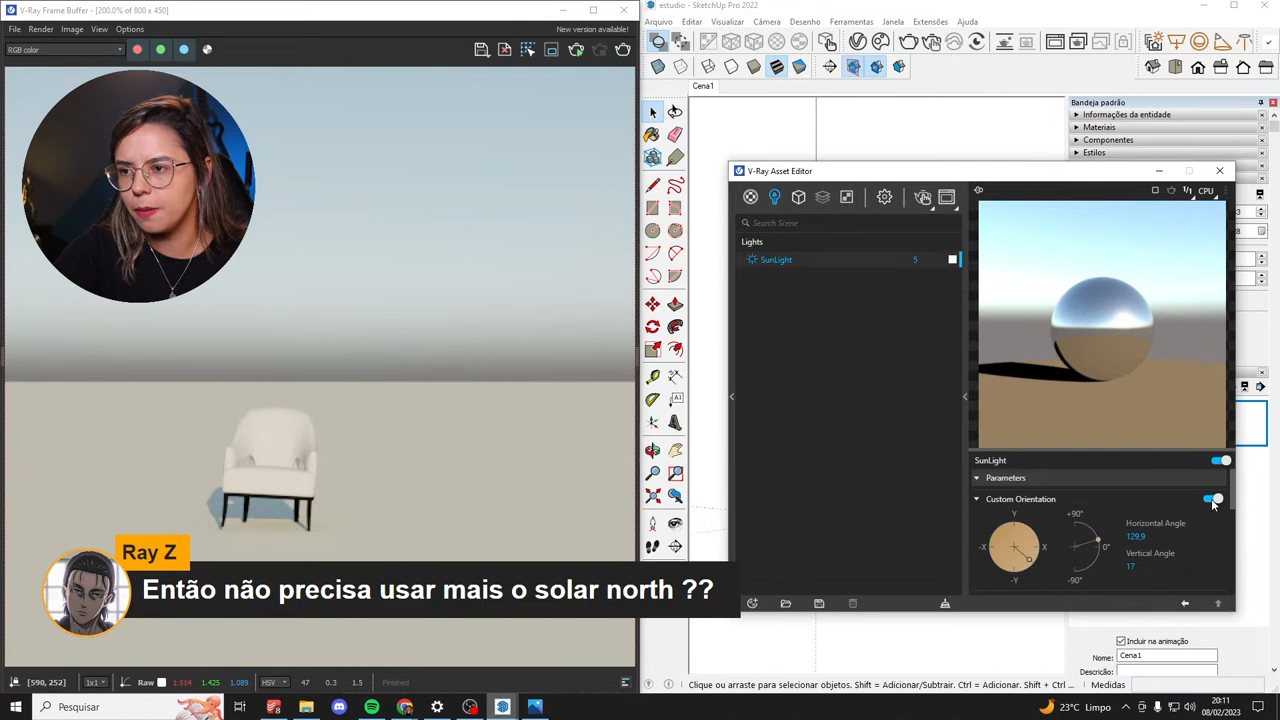 V-Ray Frame Buffer - [200.0% of 800 x 450]
File Render Image View Options
New version available!
RGB color
Ray Z
Então não precisa usar mais o solar north ??
[590, 252] 1x1 Raw 1.514 1.425 1.089 HSV 47 0.3 1.5 Finished
estudio - SketchUp Pro 2022
Arquivo Editar Visualizar Câmera Desenho Ferramentas Janela Extensões Ajuda
Cena1
Bandeja padrão
Informações da entidade
Materiais
Componentes
Estilos
V-Ray Asset Editor
CPU
Search Scene
Lights
SunLight 5
SunLight
Parameters
Custom Orientation
Y
-X X
-Y
+90°
0°
-90°
Horizontal Angle
129,9
Vertical Angle
17
Incluir na animação
Nome: Cena1
Descrição:
Clique ou arraste para selecionar objetos. Shift = Adicionar/Subtrair. Ctrl = Adicionar. Shift + Ctrl ... Medidas
Pesquisar
23°C Limpo
20:11
08/02/2023